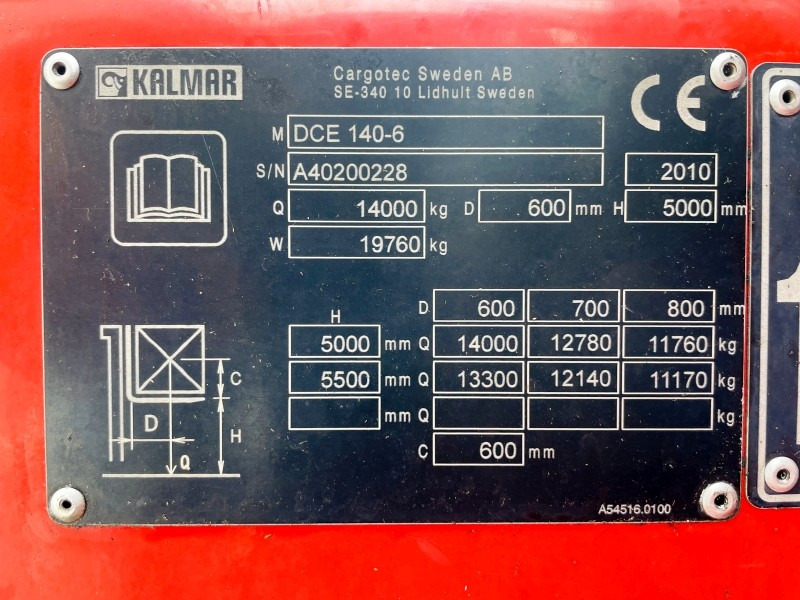 KALMAR
Cargotec Sweden AB
SE-340 10 Lidhult Sweden
CE
M DCE 140-6
S/N A40200228 2010
Q 14000 kg D 600 mm H 5000 mm
W 19760 kg
D 600 700 800 mm
H
5000 mm Q 14000 12780 11760 kg
5500 mm Q 13300 12140 11170 kg
mm Q kg
C 600 mm
C
D H
Q
A54516.0100